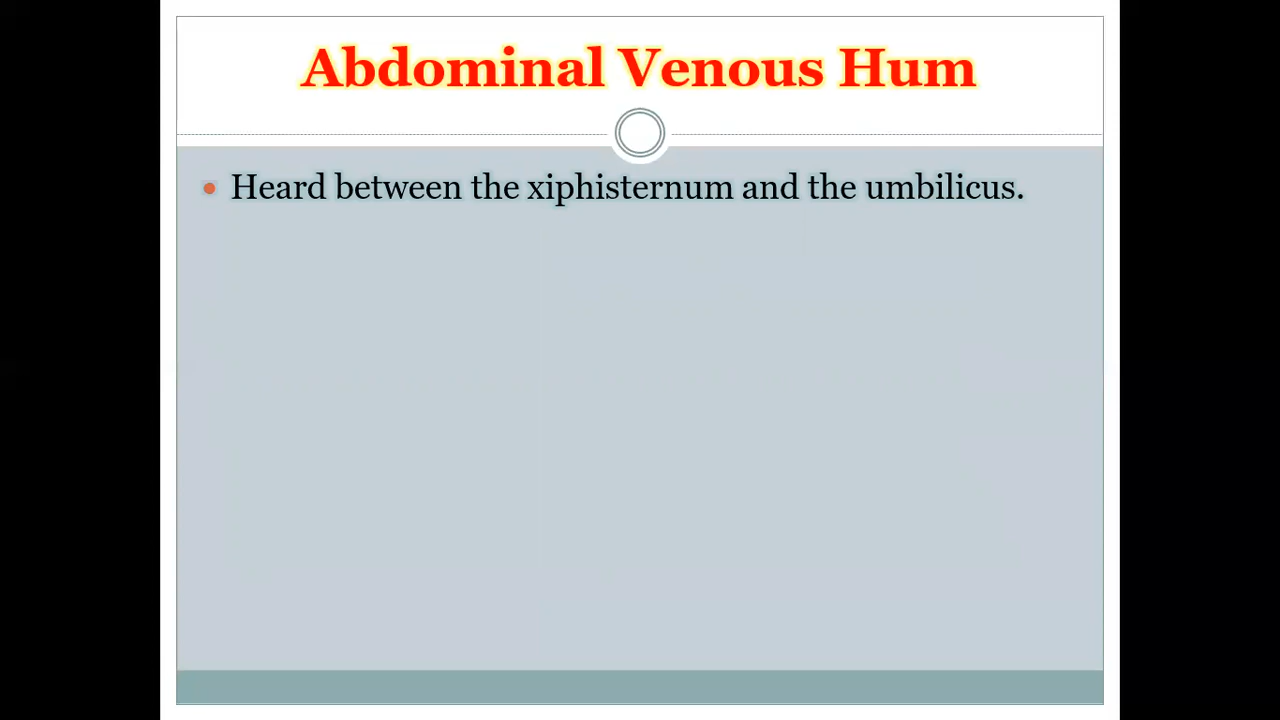 Abdominal Venous Hum
• Heard between the xiphisternum and the umbilicus.